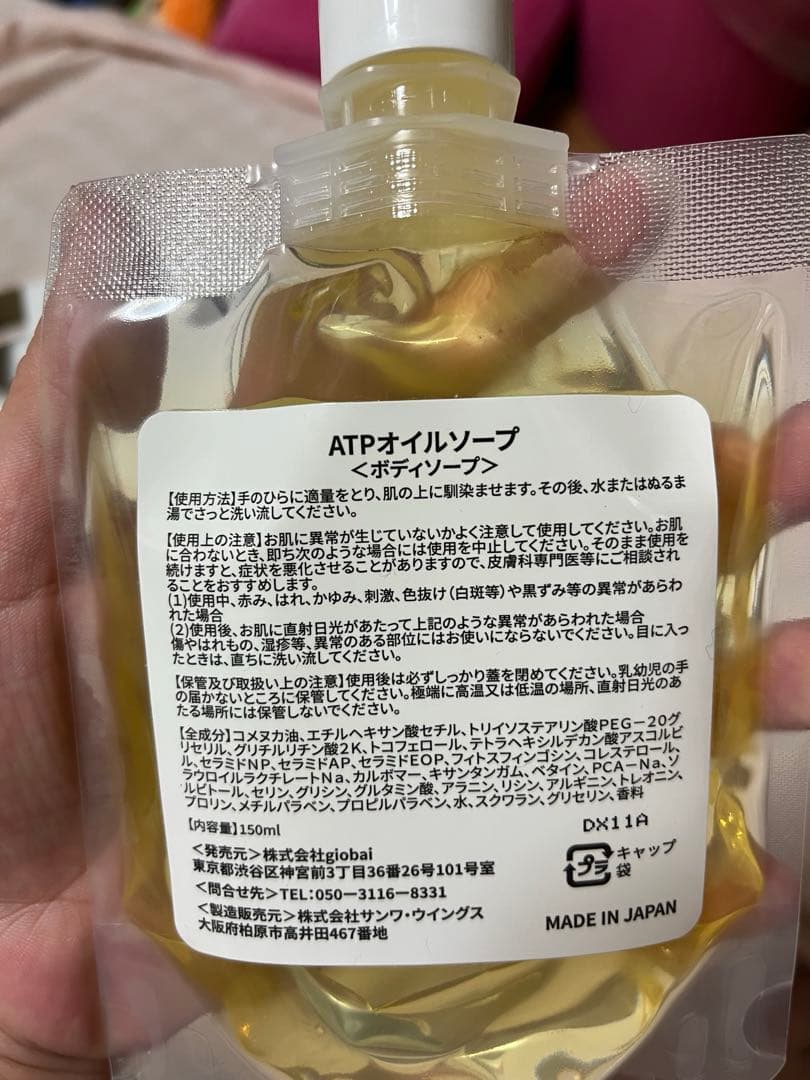 ATPオイルソープ
<ボディソープ>
【使用方法】手のひらに適量をとり、肌の上に馴染ませます。その後、水またはぬるま
湯でさっと洗い流してください。
【使用上の注意】お肌に異常が生じていないかよく注意して使用してください。お肌
に合わないとき、即ち次のような場合には使用を中止してください。そのまま使用を
続けますと、症状を悪化させることがありますので、皮膚科専門医等にご相談され
ることをおすすめします。
(1)使用中、赤み、はれ、かゆみ、刺激、色抜け(白斑等)や黒ずみ等の異常があらわ
れた場合
(2)使用後、お肌に直射日光があたって上記のような異常があらわれた場合
傷やはれもの、湿疹等、異常のある部位にはお使いにならないでください。目に入っ
たときは、直ちに洗い流してください。
【保管及び取扱い上の注意】使用後は必ずしっかり蓋を閉めてください。乳幼児の手
の届かないところに保管してください。極端に高温又は低温の場所、直射日光のあ
たる場所には保管しないでください。
【全成分】コメヌカ油、エチルヘキサン酸セチル、トリイソステアリン酸PEG-20グ
リセリル、グリチルリチン酸2K、トコフェロール、テトラヘキシルデカン酸アスコルビ
ル、セラミドNP、セラミドAP、セラミドEOP、フィトスフィンゴシン、コレステロール、
ラウロイルラクチレートNa、カルボマー、キサンタンガム、ベタイン、PCA-Na、ソ
ルビトール、セリン、グリシン、グルタミン酸、アラニン、リシン、アルギニン、トレオニン、
プロリン、メチルパラベン、プロピルパラベン、水、スクワラン、グリセリン、香料
【内容量】150ml
DX11A
<発売元>株式会社giobai
東京都渋谷区神宮前3丁目36番26号101号室
<問合せ先>TEL:050-3116-8331
<製造販売元>株式会社サンワ・ウイングス
大阪府柏原市高井田467番地
プラ
キャップ
袋
MADE IN JAPAN